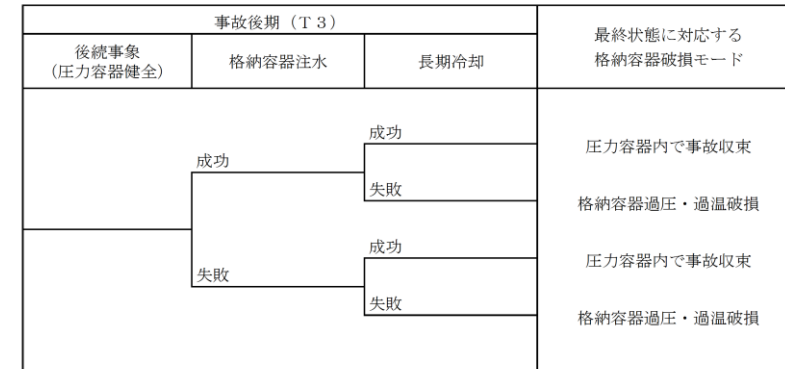 事故後期（T3）
最終状態に対応する
格納容器破損モード
後続事象
（圧力容器健全）
格納容器注水
長期冷却
成功
圧力容器内で事故収束
成功
失敗
格納容器過圧・過温破損
成功
圧力容器内で事故収束
失敗
失敗
格納容器過圧・過温破損